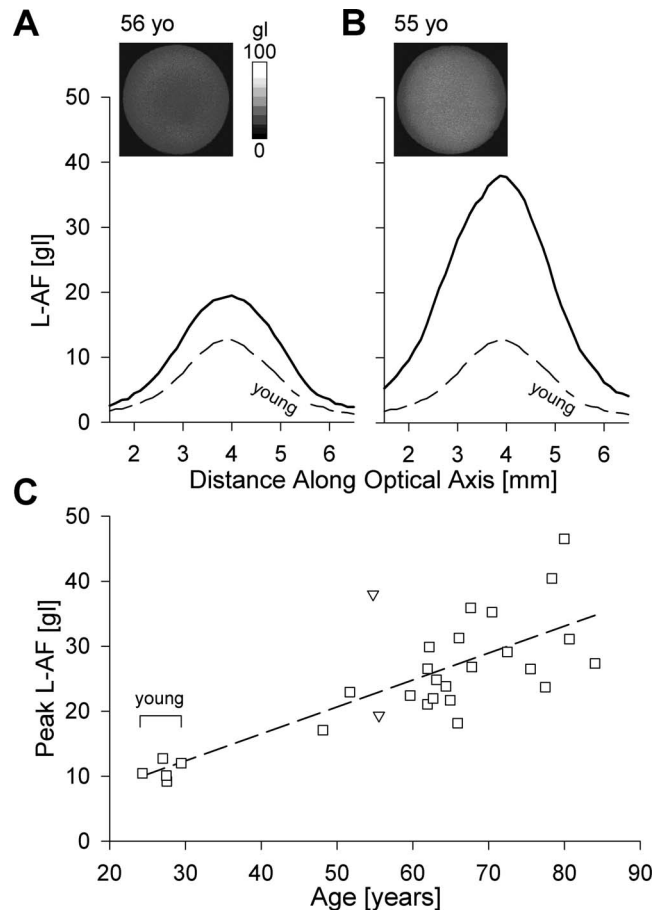 A
56 yo
gl
100
0
B
55 yo
50
40
30
20
10
0
L-AF [gl]
young
young
2 3 4 5 6
2 3 4 5 6
Distance Along Optical Axis [mm]
C
50
40
30
20
10
0
Peak L-AF [gl]
young
20 30 40 50 60 70 80 90
Age [years]